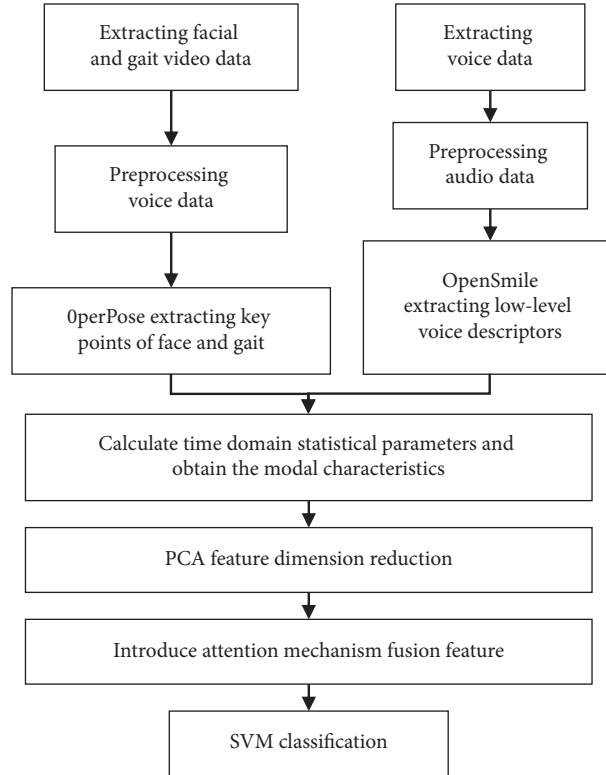 Extracting facial
and gait video data
Extracting
voice data
Preprocessing
voice data
Preprocessing
audio data
0perPose extracting key
points of face and gait
OpenSmile
extracting low-level
voice descriptors
Calculate time domain statistical parameters and
obtain the modal characteristics
PCA feature dimension reduction
Introduce attention mechanism fusion feature
SVM classification